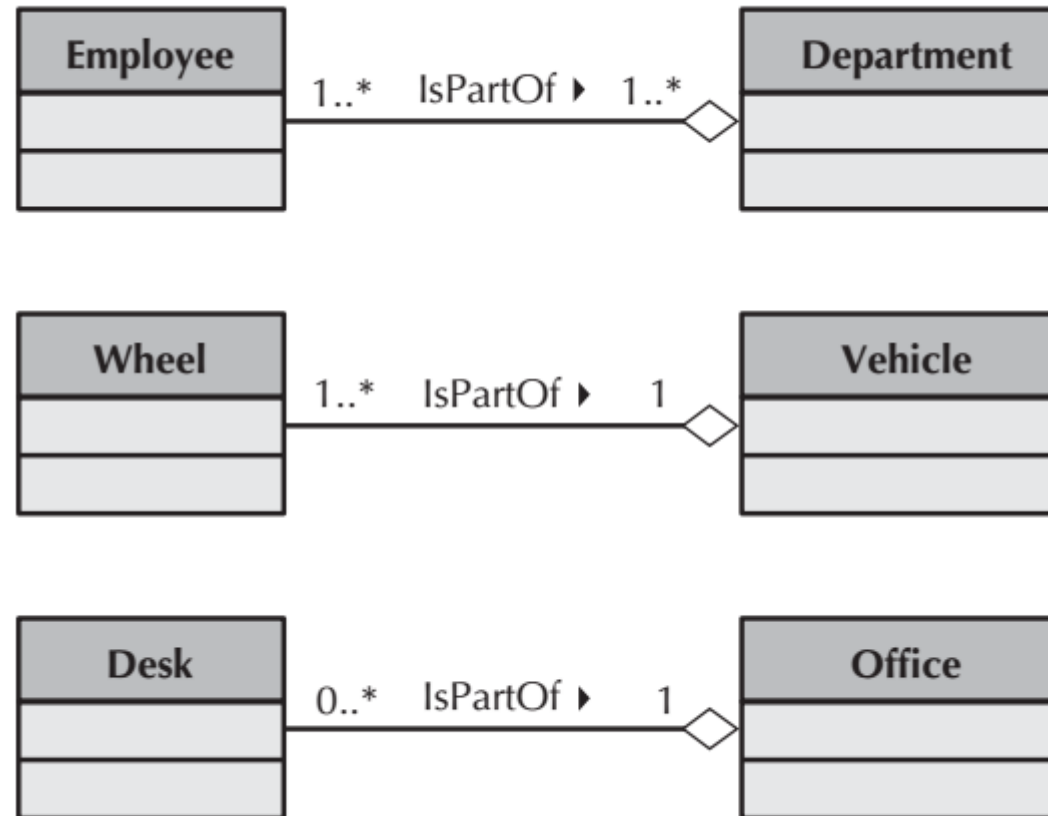 Employee
1..* IsPartOf ▶ 1..*
Department
Wheel
1..* IsPartOf ▶ 1
Vehicle
Desk
0..* IsPartOf ▶ 1
Office